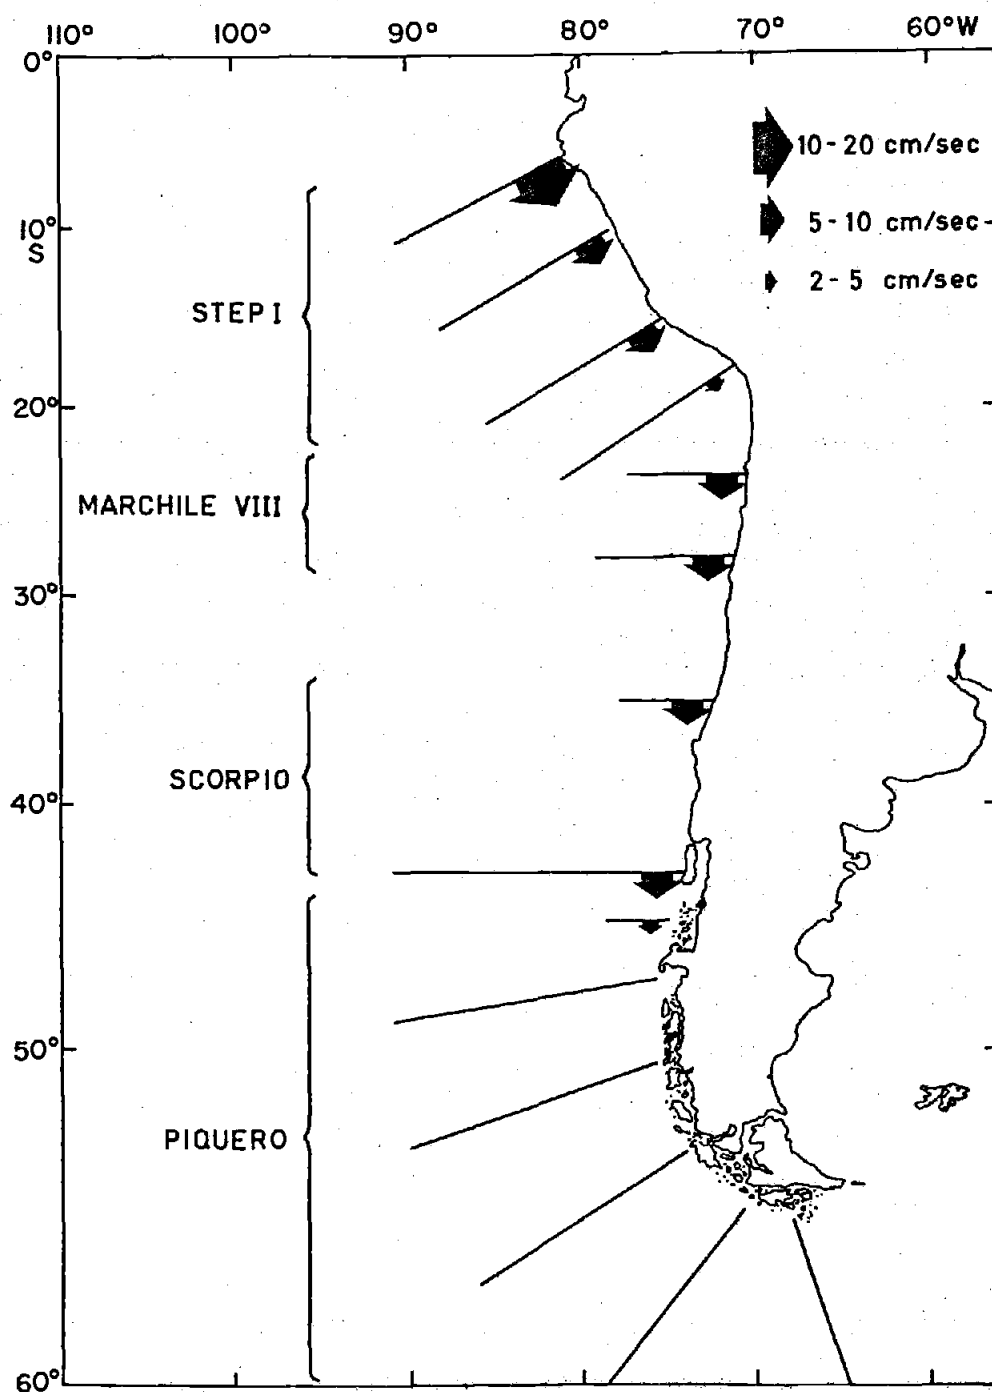 110° 100° 90° 80° 70° 60°W
0°
10-20 cm/sec
10°
S
5-10 cm/sec
2-5 cm/sec
STEP I
20°
MARCHILE VIII
30°
SCORPIO
40°
50°
PIQUERO
60°